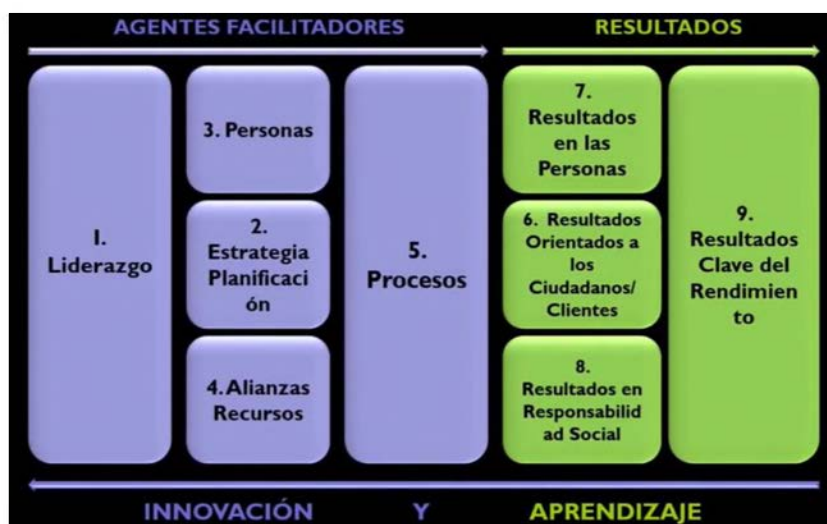 AGENTES FACILITADORES
RESULTADOS
1.
Liderazgo
3. Personas
2.
Estrategia
Planificaci
ón
4. Alianzas
Recursos
5.
Procesos
7.
Resultados
en las
Personas
6. Resultados
Orientados a
los
Ciudadanos/
Clientes
8.
Resultados en
Responsabilid
ad Social
9.
Resultados
Clave del
Rendimien
to
INNOVACIÓN Y APRENDIZAJE